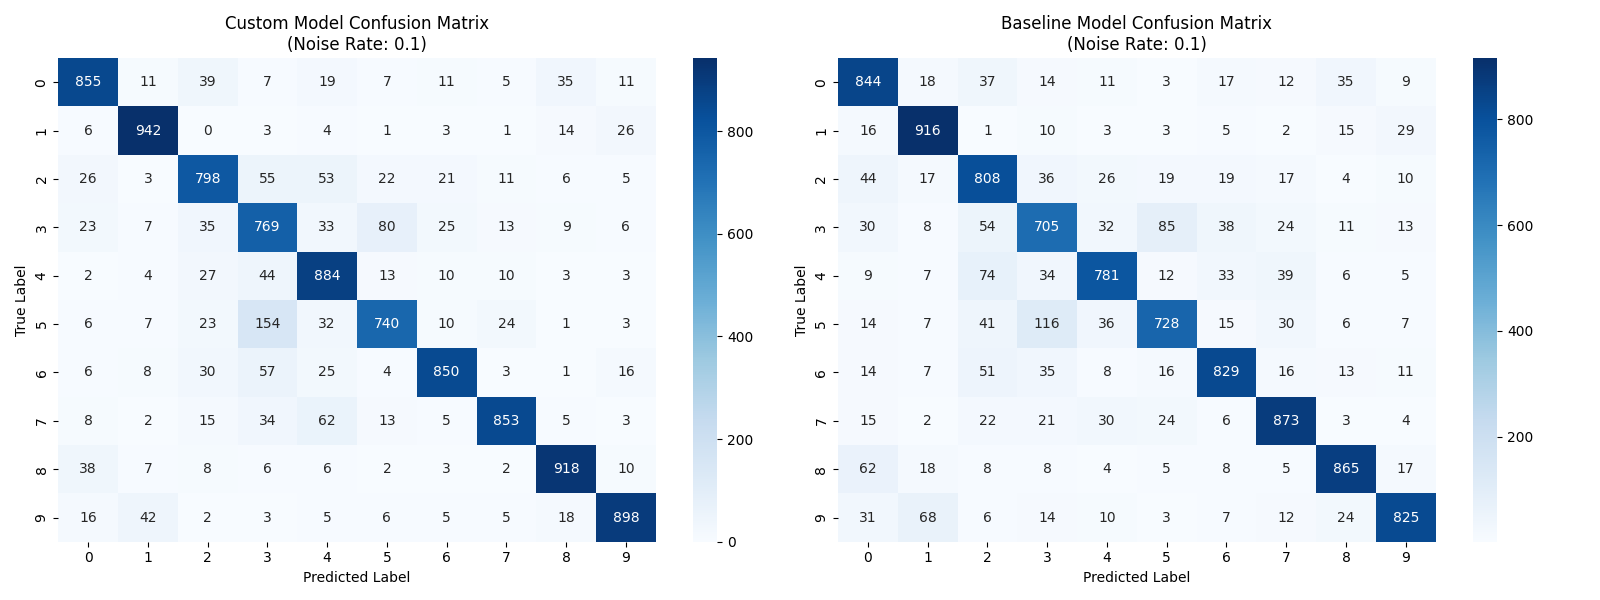 Custom Model Confusion Matrix
(Noise Rate: 0.1)
True Label
0 855 11 39 7 19 7 11 5 35 11
1 6 942 0 3 4 1 3 1 14 26
2 26 3 798 55 53 22 21 11 6 5
3 23 7 35 769 33 80 25 13 9 6
4 2 4 27 44 884 13 10 10 3 3
5 6 7 23 154 32 740 10 24 1 3
6 6 8 30 57 25 4 850 3 1 16
7 8 2 15 34 62 13 5 853 5 3
8 38 7 8 6 6 2 3 2 918 10
9 16 42 2 3 5 6 5 5 18 898
0 1 2 3 4 5 6 7 8 9
Predicted Label
800
600
400
200
0
Baseline Model Confusion Matrix
(Noise Rate: 0.1)
True Label
0 844 18 37 14 11 3 17 12 35 9
1 16 916 1 10 3 3 5 2 15 29
2 44 17 808 36 26 19 19 17 4 10
3 30 8 54 705 32 85 38 24 11 13
4 9 7 74 34 781 12 33 39 6 5
5 14 7 41 116 36 728 15 30 6 7
6 14 7 51 35 8 16 829 16 13 11
7 15 2 22 21 30 24 6 873 3 4
8 62 18 8 8 4 5 8 5 865 17
9 31 68 6 14 10 3 7 12 24 825
0 1 2 3 4 5 6 7 8 9
Predicted Label
800
600
400
200